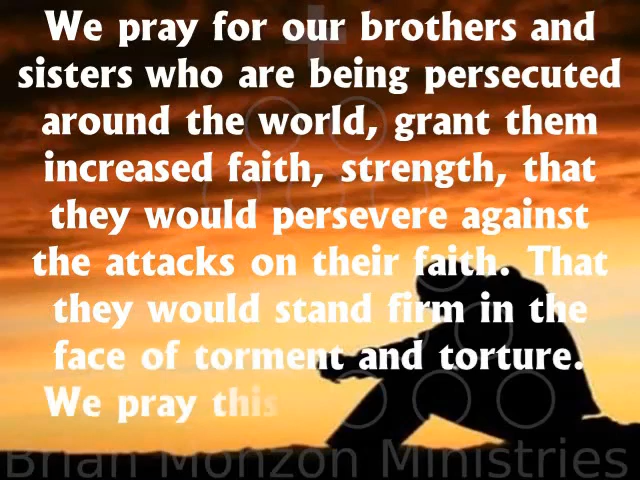 We pray for our brothers and
sisters who are being persecuted
around the world, grant them
increased faith, strength, that
they would persevere against
the attacks on their faith. That
they would stand firm in the
face of torment and torture.
We pray this
Brian Monzon Ministries